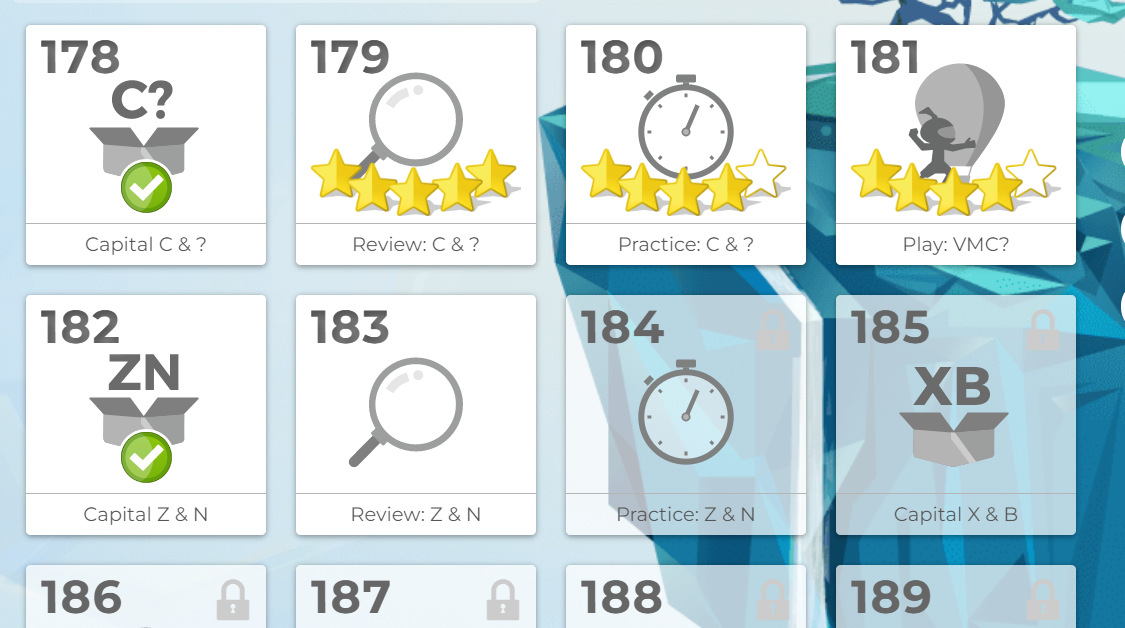 178
179
180
181
C?
Capital C & ?
Review: C & ?
Practice: C & ?
Play: VMC?
182
183
184
185
ZN
XB
Capital Z & N
Review: Z & N
Practice: Z & N
Capital X & B
186
187
188
189